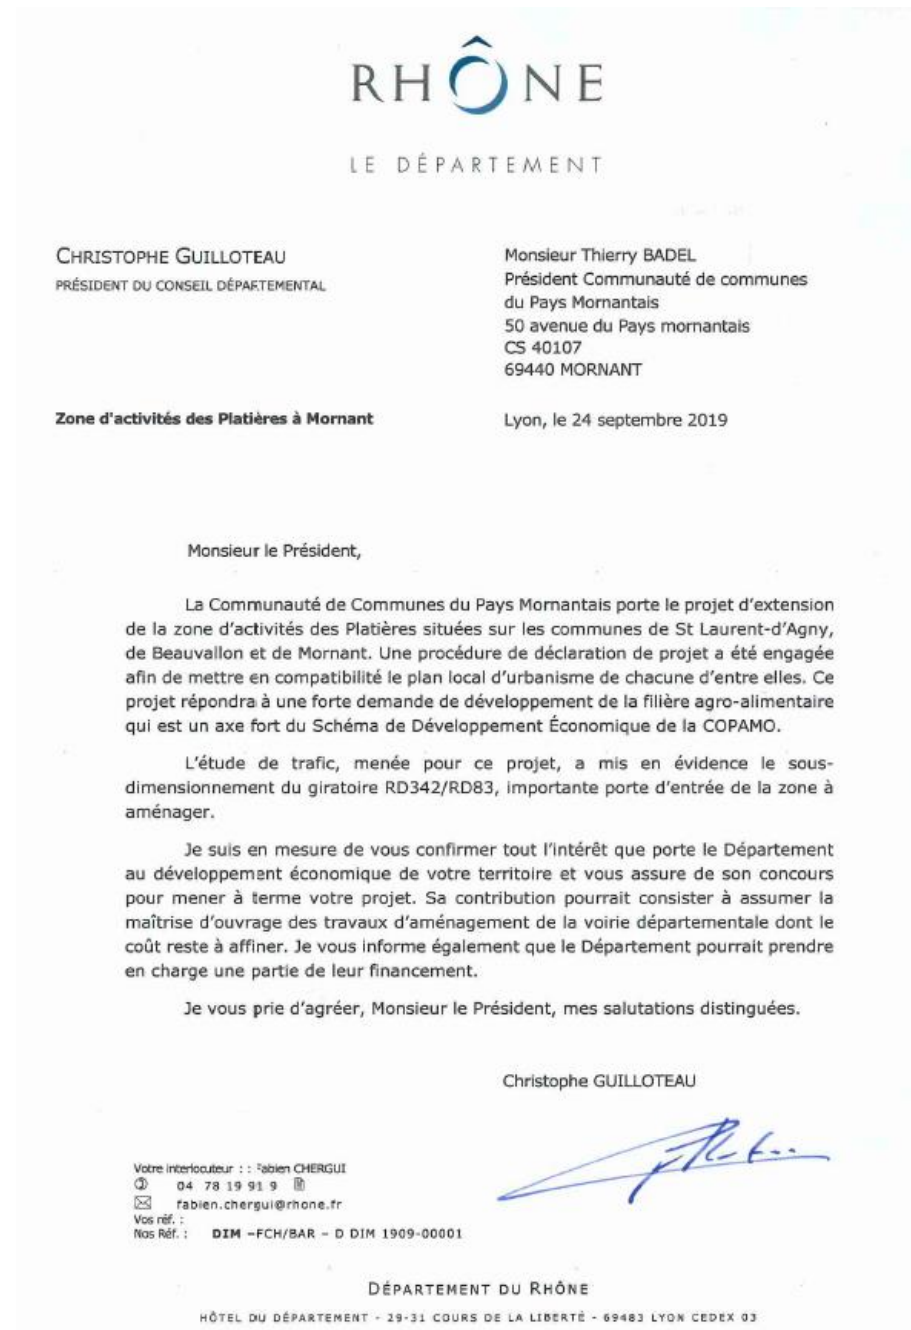 RHÔNE
LE DÉPARTEMENT
CHRISTOPHE GUILLOTEAU
PRÉSIDENT DU CONSEIL DÉPARTEMENTAL
Monsieur Thierry BADEL
Président Communauté de communes
du Pays Mornantais
50 avenue du Pays mornantais
CS 40107
69440 MORNANT
Zone d'activités des Platières à Mornant
Lyon, le 24 septembre 2019
Monsieur le Président,
La Communauté de Communes du Pays Mornantais porte le projet d'extension
de la zone d'activités des Platières situées sur les communes de St Laurent-d'Agny,
de Beauvallon et de Mornant. Une procédure de déclaration de projet a été engagée
afin de mettre en compatibilité le plan local d'urbanisme de chacune d'entre elles. Ce
projet répondra à une forte demande de développement de la filière agro-alimentaire
qui est un axe fort du Schéma de Développement Économique de la COPAMO.
L'étude de trafic, menée pour ce projet, a mis en évidence le sous-
dimensionnement du giratoire RD342/RD83, importante porte d'entrée de la zone à
aménager.
Je suis en mesure de vous confirmer tout l'intérêt que porte le Département
au développement économique de votre territoire et vous assure de son concours
pour mener à terme votre projet. Sa contribution pourrait consister à assumer la
maîtrise d'ouvrage des travaux d'aménagement de la voirie départementale dont le
coût reste à affiner. Je vous informe également que le Département pourrait prendre
en charge une partie de leur financement.
Je vous prie d'agréer, Monsieur le Président, mes salutations distinguées.
Christophe GUILLOTEAU
Votre interlocuteur : : Fabien CHERGUI
04 78 19 91 9
fabien.chergui@rhone.fr
Vos réf. :
Nos Réf. : DIM –FCH/BAR – D DIM 1909-00001
DÉPARTEMENT DU RHÔNE
HÔTEL DU DÉPARTEMENT - 29-31 COURS DE LA LIBERTÉ - 69483 LYON CEDEX 03